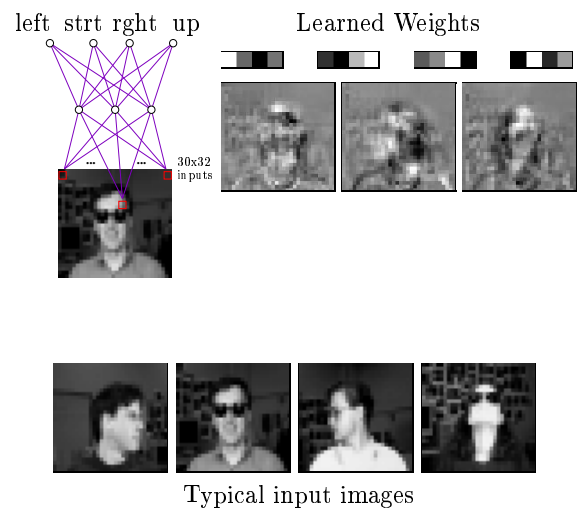 left strt rght up
Learned Weights
... ...
30x32
inputs
Typical input images